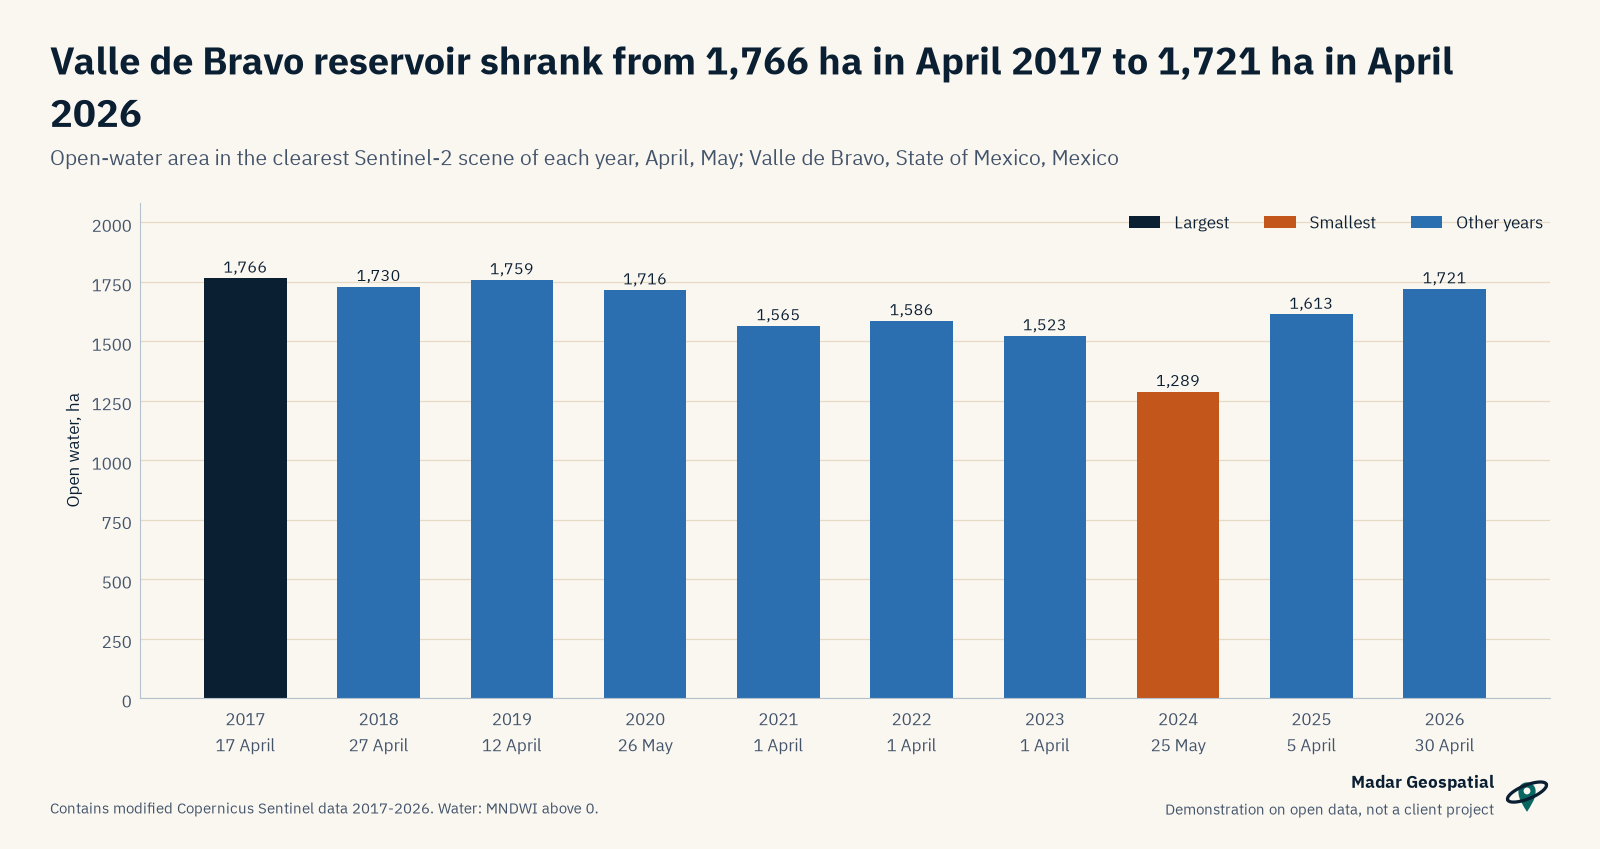 Valle de Bravo reservoir shrank from 1,766 ha in April 2017 to 1,721 ha in April
2026
Open-water area in the clearest Sentinel-2 scene of each year, April, May; Valle de Bravo, State of Mexico, Mexico
Largest
Smallest
Other years
Open water, ha
2000
1750
1500
1250
1000
750
500
250
0
1,766
1,730
1,759
1,716
1,565
1,586
1,523
1,289
1,613
1,721
2017
2018
2019
2020
2021
2022
2023
2024
2025
2026
17 April
27 April
12 April
26 May
1 April
1 April
1 April
25 May
5 April
30 April
Contains modified Copernicus Sentinel data 2017-2026. Water: MNDWI above 0.
Madar Geospatial
Demonstration on open data, not a client project